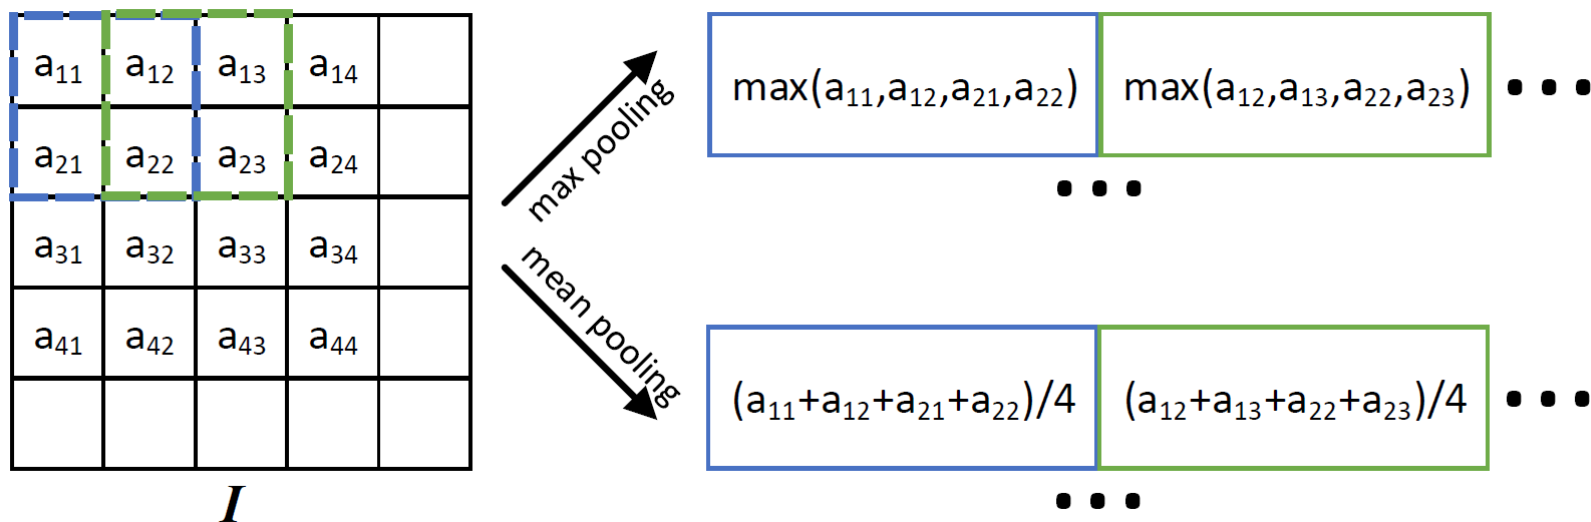 a11 a12 a13 a14
a21 a22 a23 a24
a31 a32 a33 a34
a41 a42 a43 a44
I
max pooling
mean pooling
max(a11,a12,a21,a22) max(a12,a13,a22,a23) ...
...
(a11+a12+a21+a22)/4 (a12+a13+a22+a23)/4 ...
...